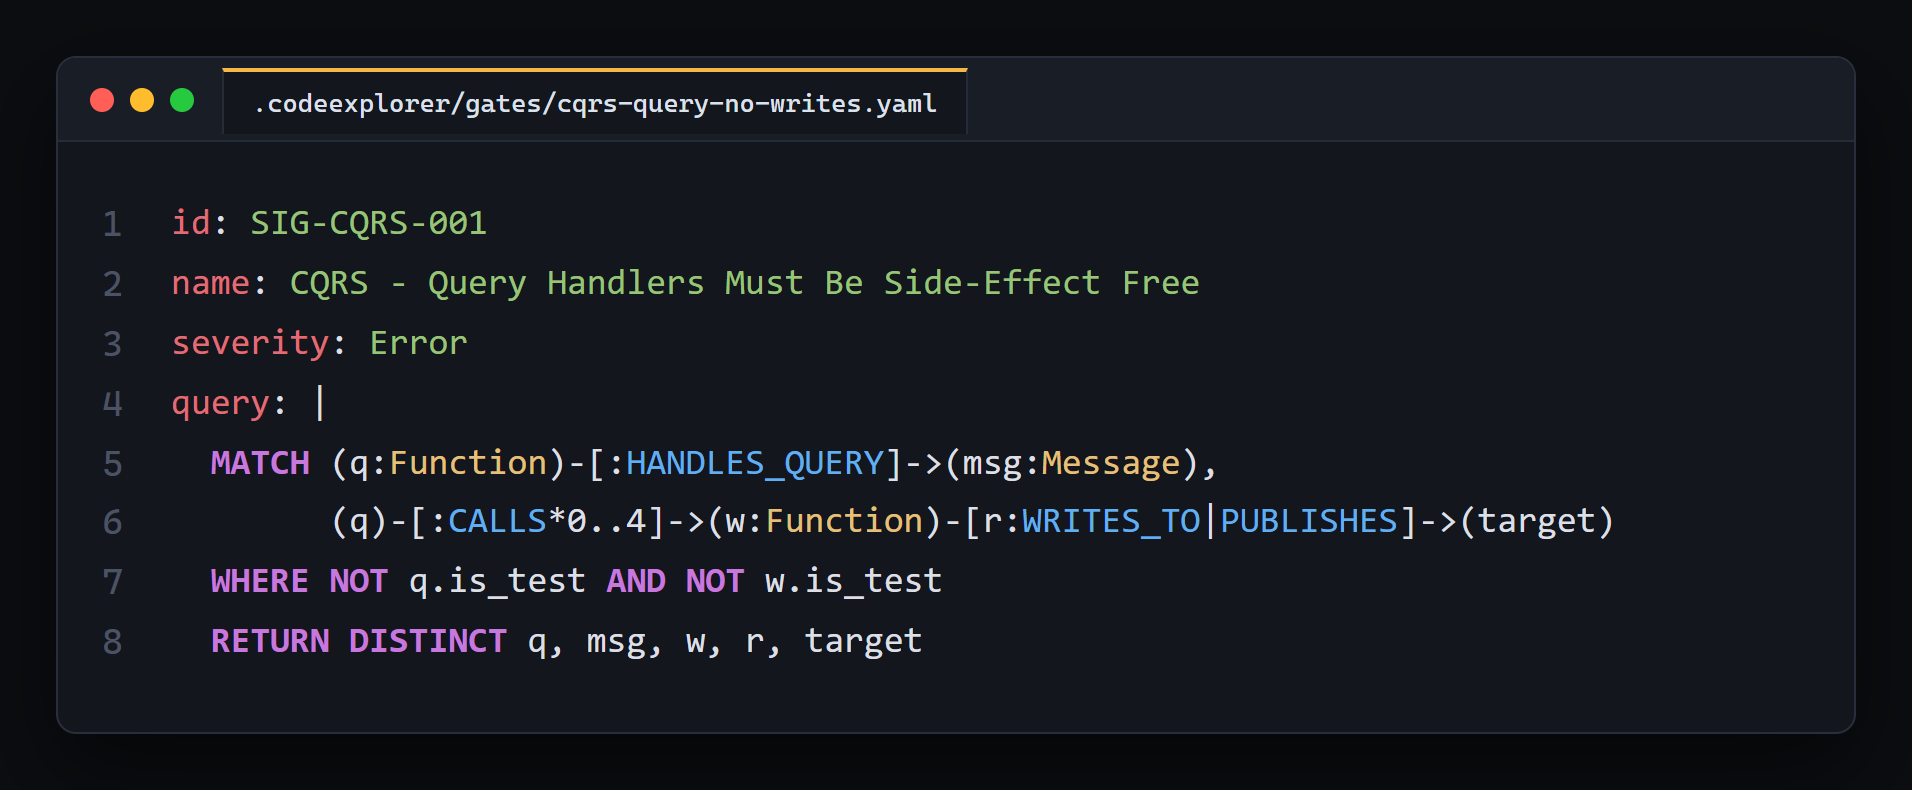 .codeexplorer/gates/cqrs-query-no-writes.yaml
1 id: SIG-CQRS-001
2 name: CQRS - Query Handlers Must Be Side-Effect Free
3 severity: Error
4 query: |
5   MATCH (q:Function)-[:HANDLES_QUERY]->(msg:Message),
6         (q)-[:CALLS*0..4]->(w:Function)-[r:WRITES_TO|PUBLISHES]->(target)
7   WHERE NOT q.is_test AND NOT w.is_test
8   RETURN DISTINCT q, msg, w, r, target